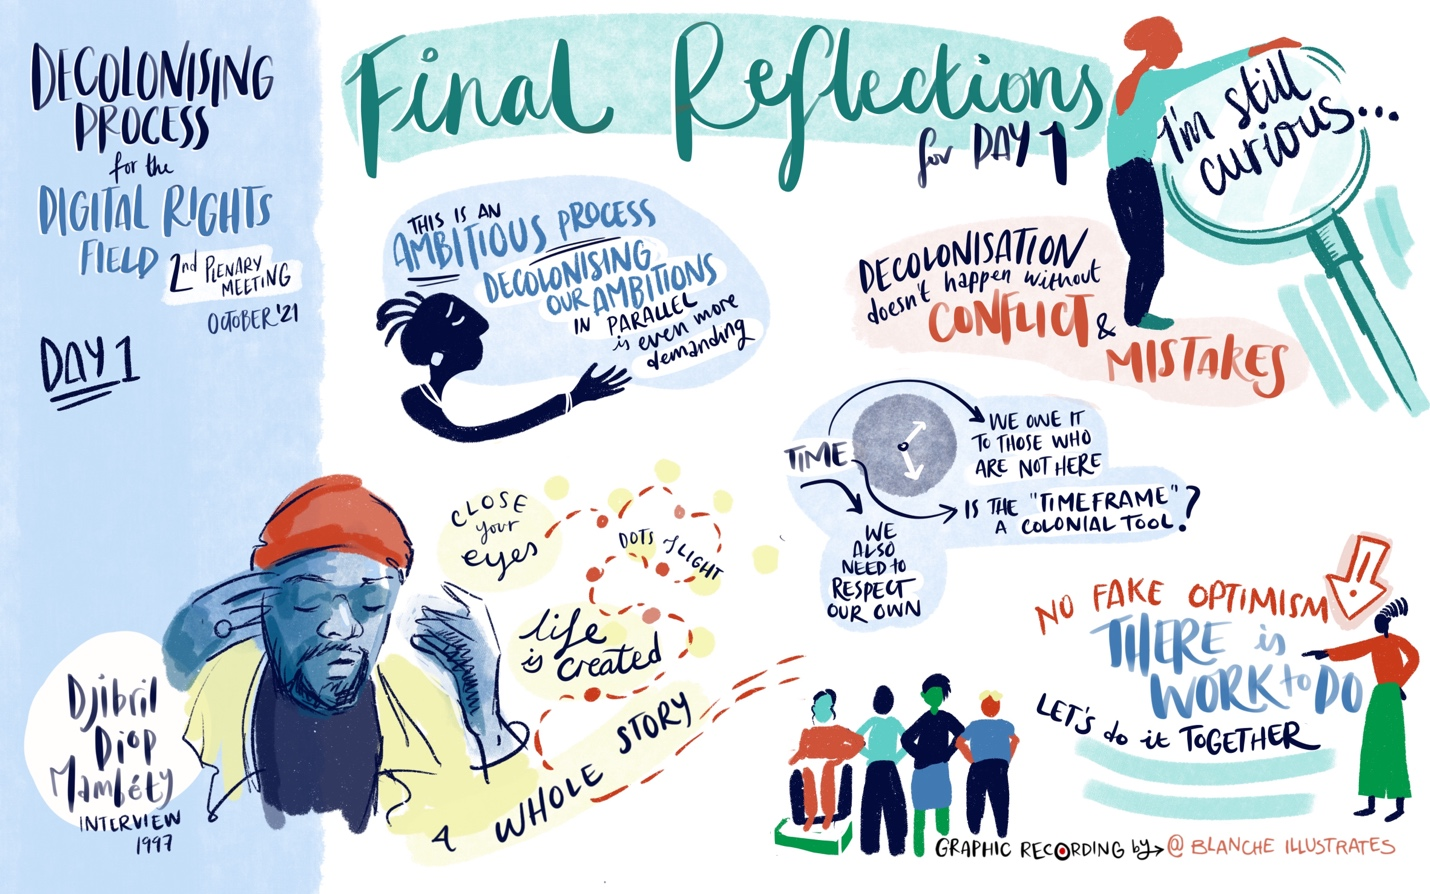 DECOLONISING
PROCESS
for the
DIGITAL RIGHTS
FIELD
2nd PLENARY
MEETING
OCTOBER '21
DAY 1
Final Reflections
for DAY 1
I'm still
curious...
THIS IS AN
AMBITIOUS PROCESS
DECOLONISING
OUR AMBITIONS
IN PARALLEL
is even more
demanding
DECOLONISATION
doesn't happen without
CONFLICT &
MISTAKES
TIME
WE OWE IT
TO THOSE WHO
ARE NOT HERE
IS THE "TIMEFRAME"
A COLONIAL TOOL?
WE
ALSO
NEED to
RESPECT
OUR OWN
CLOSE
your
eyes
DOTS of LIGHT
life
is created
A WHOLE STORY
Djibril
Diop
Mambéty
INTERVIEW
1997
NO FAKE OPTIMISM
THERE is
WORK to DO
LET'S do it TOGETHER
GRAPHIC RECORDING by → @ BLANCHE ILLUSTRATES